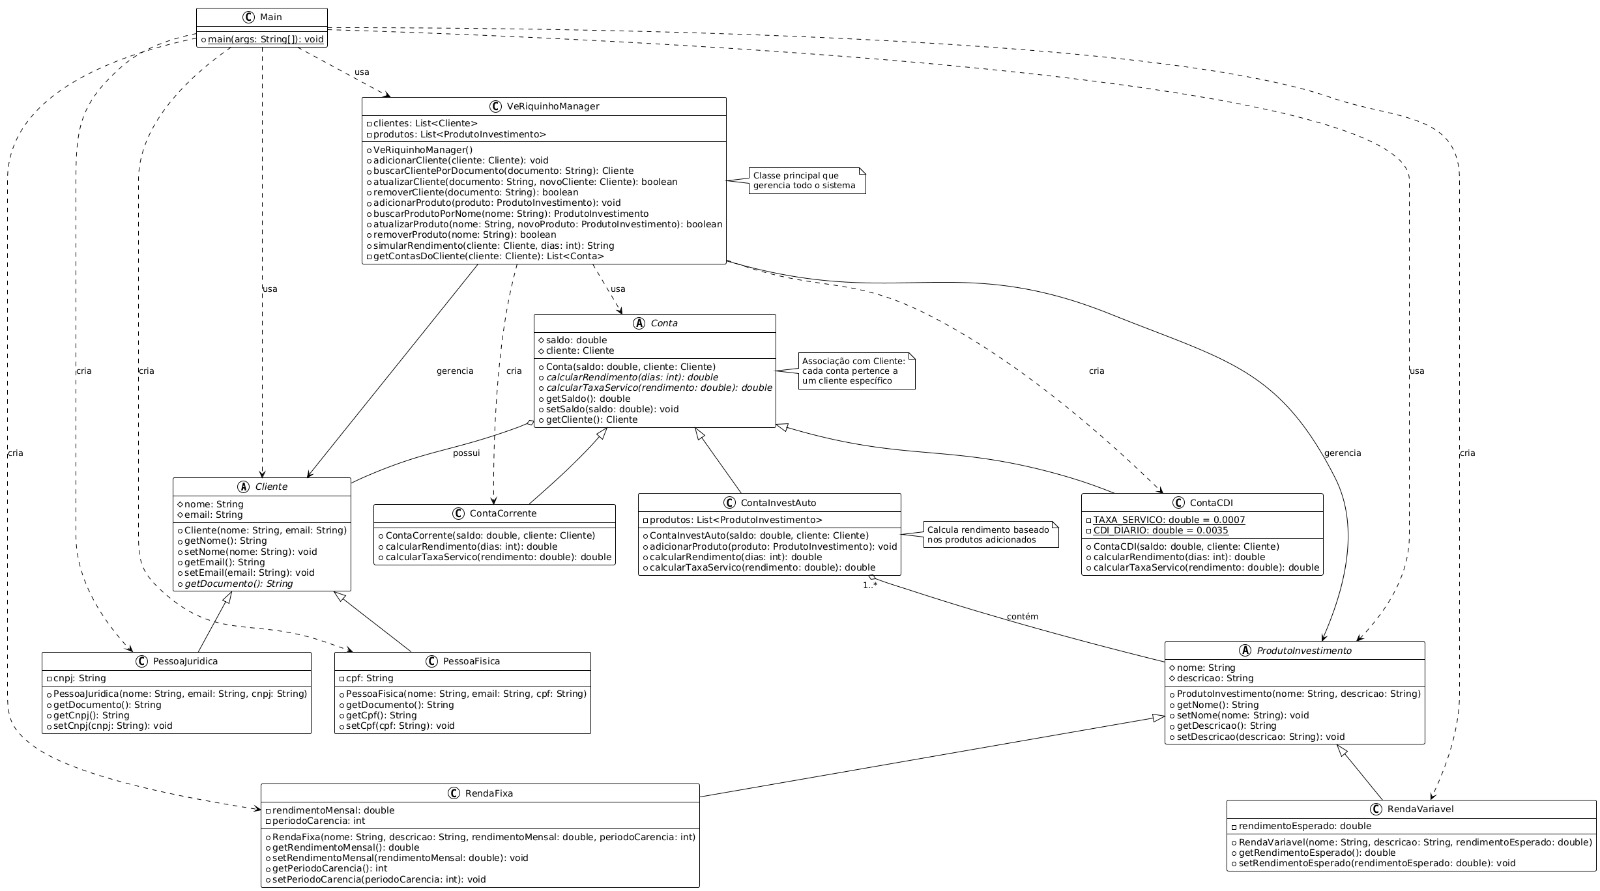 C Main
main(args: String[]): void
usa
C VeRiquinhoManager
clientes: List<Cliente>
produtos: List<ProdutoInvestimento>
VeRiquinhoManager()
adicionarCliente(cliente: Cliente): void
buscarClientePorDocumento(documento: String): Cliente
atualizarCliente(documento: String, novoCliente: Cliente): boolean
removerCliente(documento: String): boolean
adicionarProduto(produto: ProdutoInvestimento): void
buscarProdutoPorNome(nome: String): ProdutoInvestimento
atualizarProduto(nome: String, novoProduto: ProdutoInvestimento): boolean
removerProduto(nome: String): boolean
simularRendimento(cliente: Cliente, dias: int): String
getContasDoCliente(cliente: Cliente): List<Conta>
Classe principal que
gerencia todo o sistema
usa
usa
A Conta
saldo: double
cliente: Cliente
Conta(saldo: double, cliente: Cliente)
calcularRendimento(dias: int): double
calcularTaxaServico(rendimento: double): double
getSaldo(): double
setSaldo(saldo: double): void
getCliente(): Cliente
Associação com Cliente:
cada conta pertence a
um cliente específico
cria
cria
gerencia
cria
cria
usa
cria
possui
gerencia
cria
A Cliente
nome: String
email: String
Cliente(nome: String, email: String)
getNome(): String
setNome(nome: String): void
getEmail(): String
setEmail(email: String): void
getDocumento(): String
C ContaCorrente
ContaCorrente(saldo: double, cliente: Cliente)
calcularRendimento(dias: int): double
calcularTaxaServico(rendimento: double): double
C ContaInvestAuto
produtos: List<ProdutoInvestimento>
ContaInvestAuto(saldo: double, cliente: Cliente)
adicionarProduto(produto: ProdutoInvestimento): void
calcularRendimento(dias: int): double
calcularTaxaServico(rendimento: double): double
Calcula rendimento baseado
nos produtos adicionados
C ContaCDI
TAXA_SERVICO: double = 0.0007
CDI_DIARIO: double = 0.0035
ContaCDI(saldo: double, cliente: Cliente)
calcularRendimento(dias: int): double
calcularTaxaServico(rendimento: double): double
1..*
contém
C PessoaJuridica
cnpj: String
PessoaJuridica(nome: String, email: String, cnpj: String)
getDocumento(): String
getCnpj(): String
setCnpj(cnpj: String): void
C PessoaFisica
cpf: String
PessoaFisica(nome: String, email: String, cpf: String)
getDocumento(): String
getCpf(): String
setCpf(cpf: String): void
A ProdutoInvestimento
nome: String
descricao: String
ProdutoInvestimento(nome: String, descricao: String)
getNome(): String
setNome(nome: String): void
getDescricao(): String
setDescricao(descricao: String): void
C RendaFixa
rendimentoMensal: double
periodoCarencia: int
RendaFixa(nome: String, descricao: String, rendimentoMensal: double, periodoCarencia: int)
getRendimentoMensal(): double
setRendimentoMensal(rendimentoMensal: double): void
getPeriodoCarencia(): int
setPeriodoCarencia(periodoCarencia: int): void
C RendaVariavel
rendimentoEsperado: double
RendaVariavel(nome: String, descricao: String, rendimentoEsperado: double)
getRendimentoEsperado(): double
setRendimentoEsperado(rendimentoEsperado: double): void